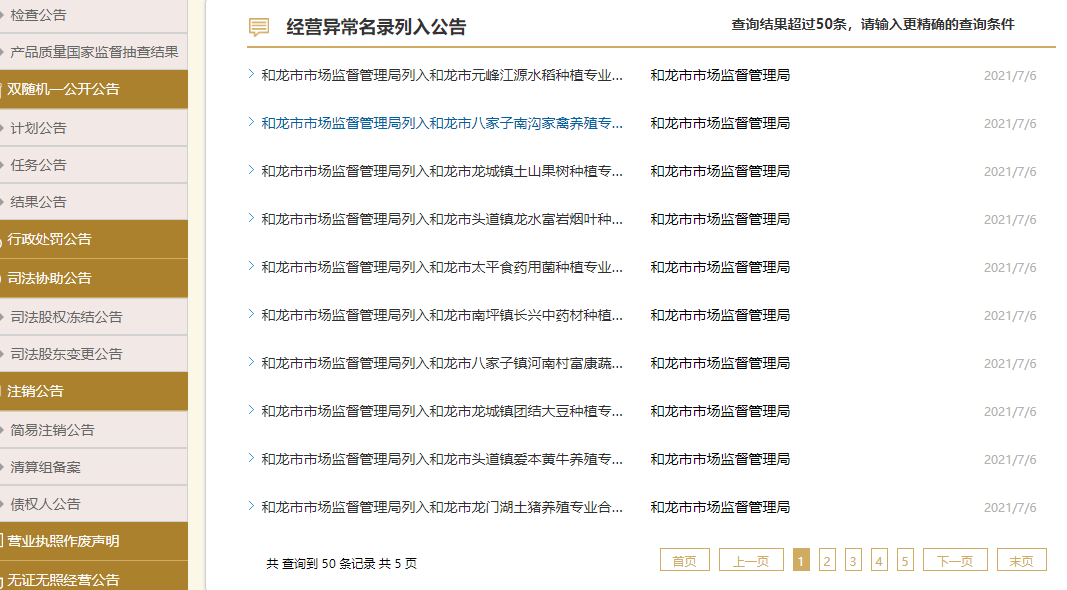 检查公告
产品质量国家监督抽查结果
双随机一公开公告
计划公告
任务公告
结果公告
行政处罚公告
司法协助公告
司法股权冻结公告
司法股东变更公告
注销公告
简易注销公告
清算组备案
债权人公告
营业执照作废声明
无证无照经营公告
经营异常名录列入公告 查询结果超过50条，请输入更精确的查询条件
和龙市市场监督管理局列入和龙市元峰江源水稻种植专业... 和龙市市场监督管理局 2021/7/6
和龙市市场监督管理局列入和龙市八家子南沟家禽养殖专... 和龙市市场监督管理局 2021/7/6
和龙市市场监督管理局列入和龙市龙城镇土山果树种植专... 和龙市市场监督管理局 2021/7/6
和龙市市场监督管理局列入和龙市头道镇龙水富岩烟叶种... 和龙市市场监督管理局 2021/7/6
和龙市市场监督管理局列入和龙市太平食药用菌种植专业... 和龙市市场监督管理局 2021/7/6
和龙市市场监督管理局列入和龙市南坪镇长兴中药材种植... 和龙市市场监督管理局 2021/7/6
和龙市市场监督管理局列入和龙市八家子镇河南村富康蔬... 和龙市市场监督管理局 2021/7/6
和龙市市场监督管理局列入和龙市龙城镇团结大豆种植专... 和龙市市场监督管理局 2021/7/6
和龙市市场监督管理局列入和龙市头道镇爱本黄牛养殖专... 和龙市市场监督管理局 2021/7/6
和龙市市场监督管理局列入和龙市龙门湖土猪养殖专业合... 和龙市市场监督管理局 2021/7/6
共 查询到 50 条记录 共 5 页 首页 上一页 1 2 3 4 5 下一页 末页